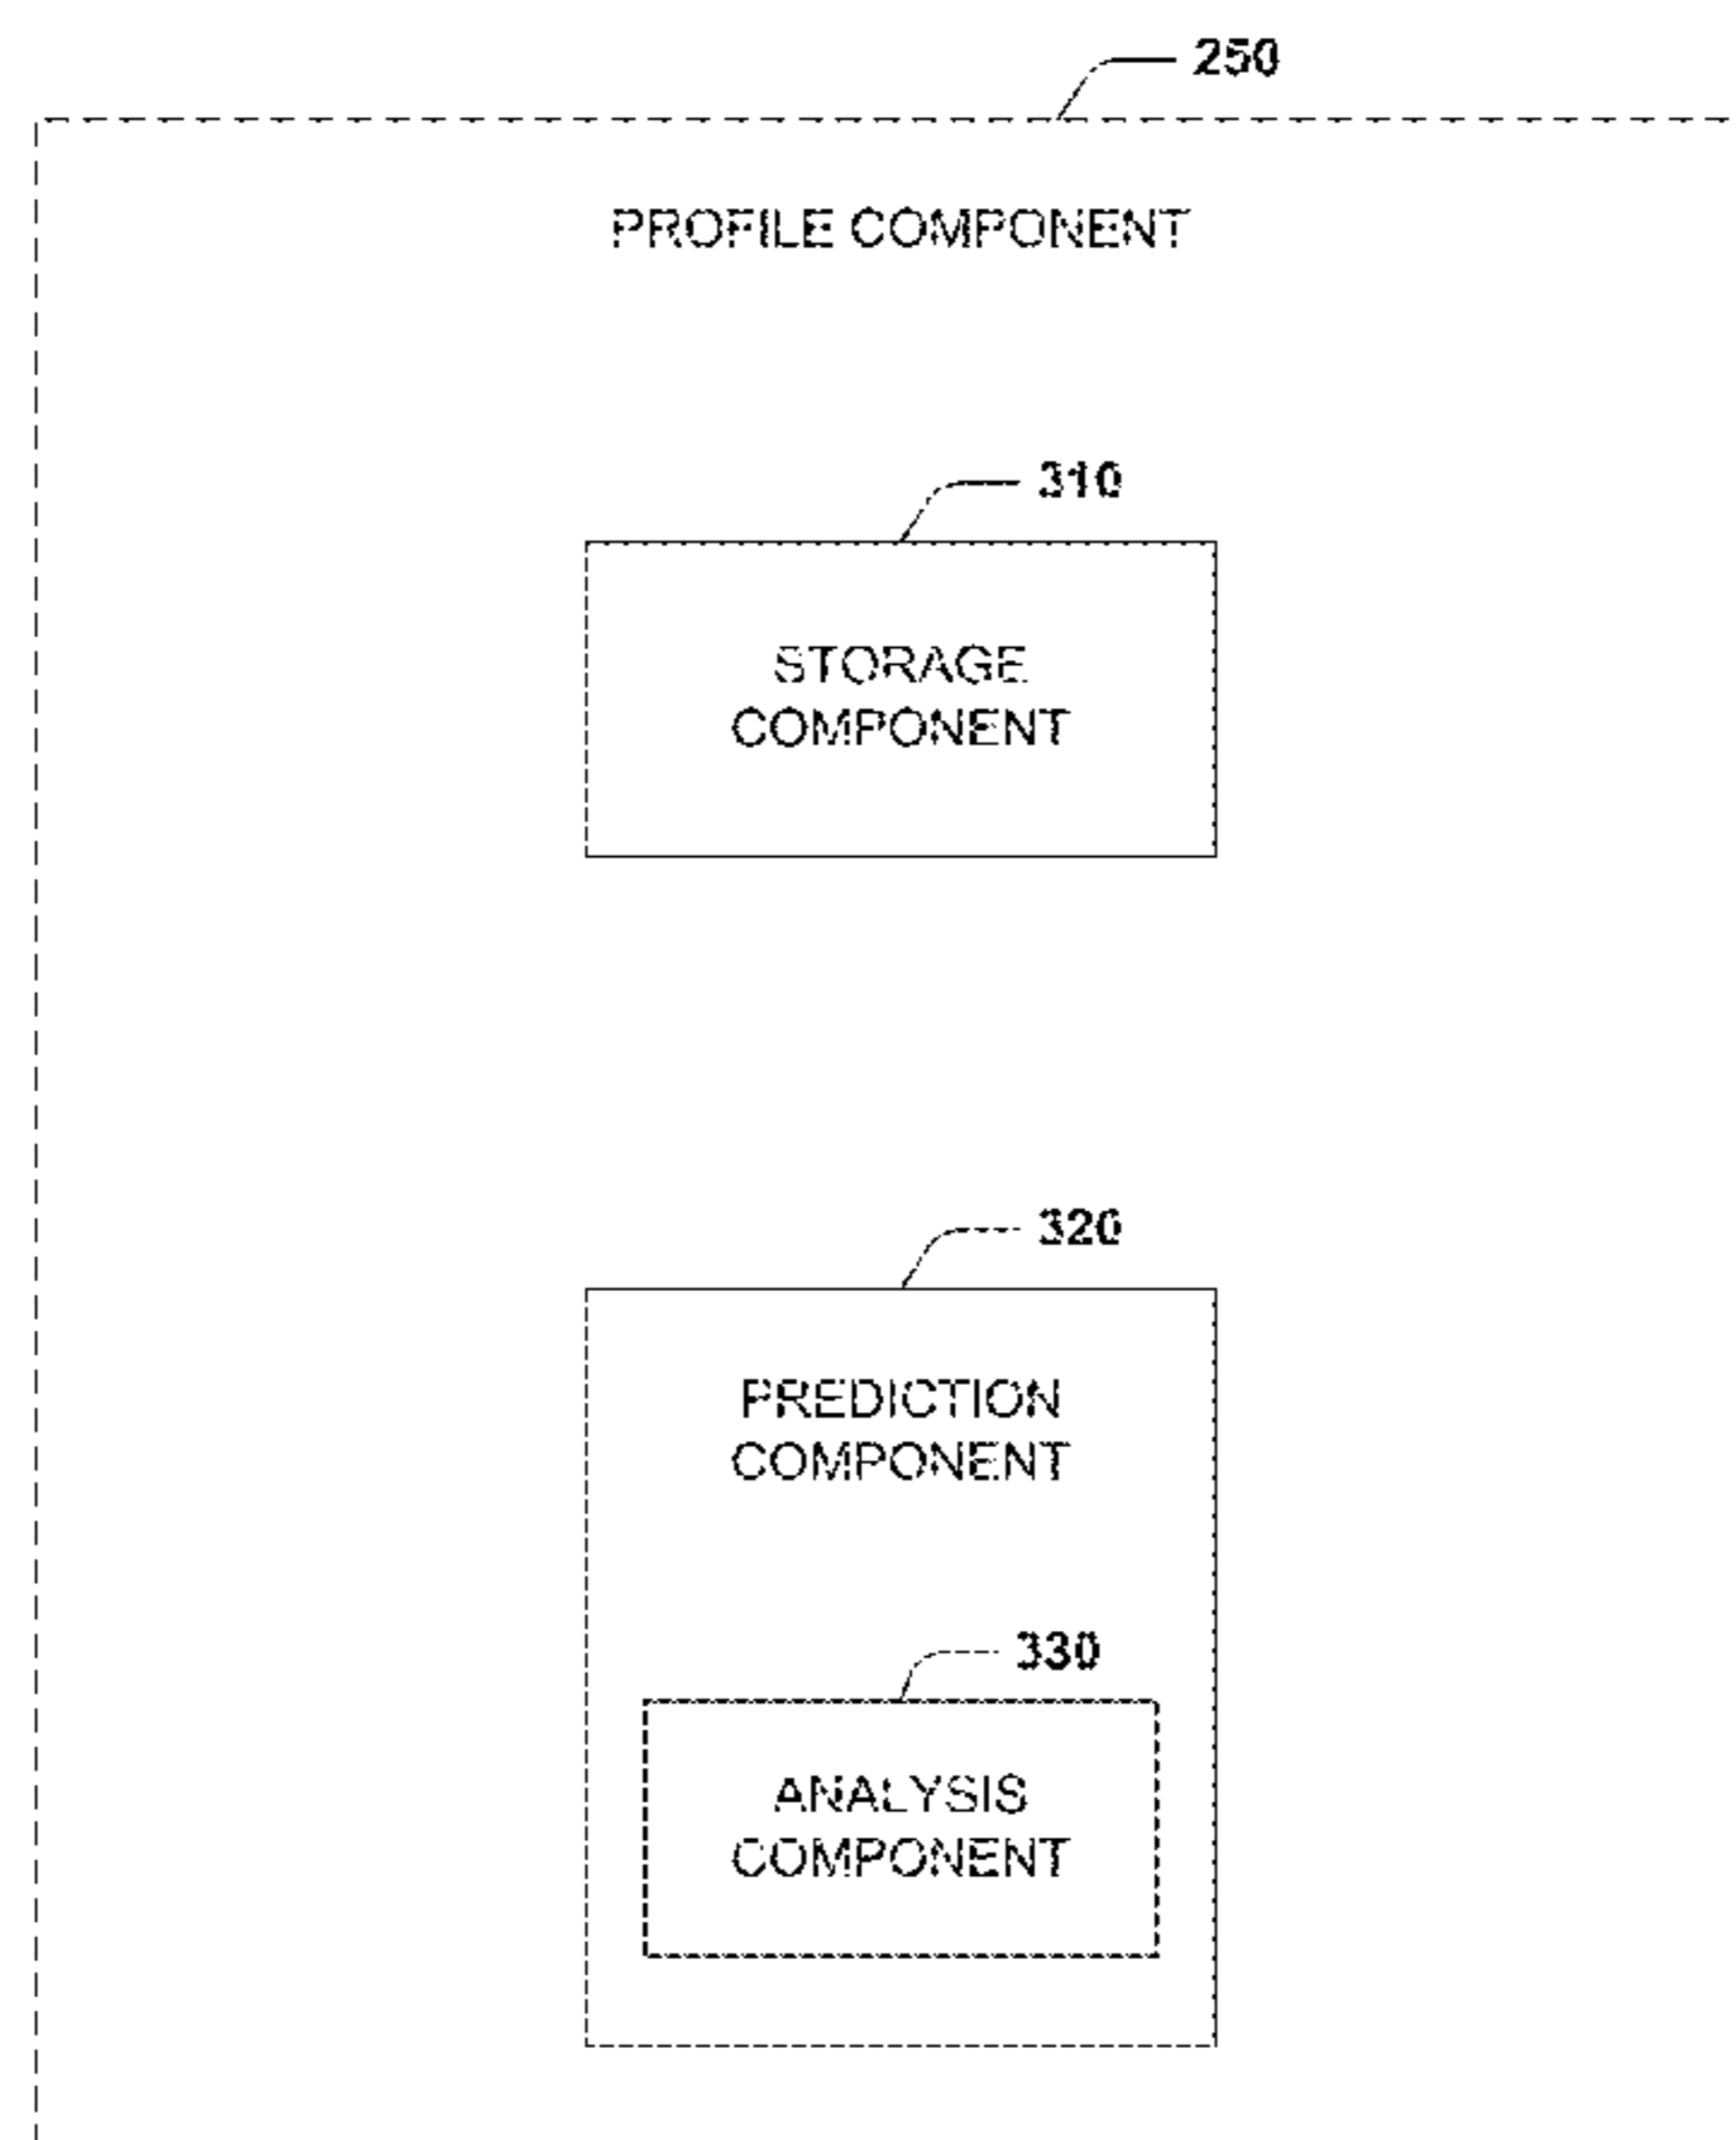 250
PROFILE COMPONENT
310
STORAGE
COMPONENT
320
PREDICTION
COMPONENT
330
ANALYSIS
COMPONENT